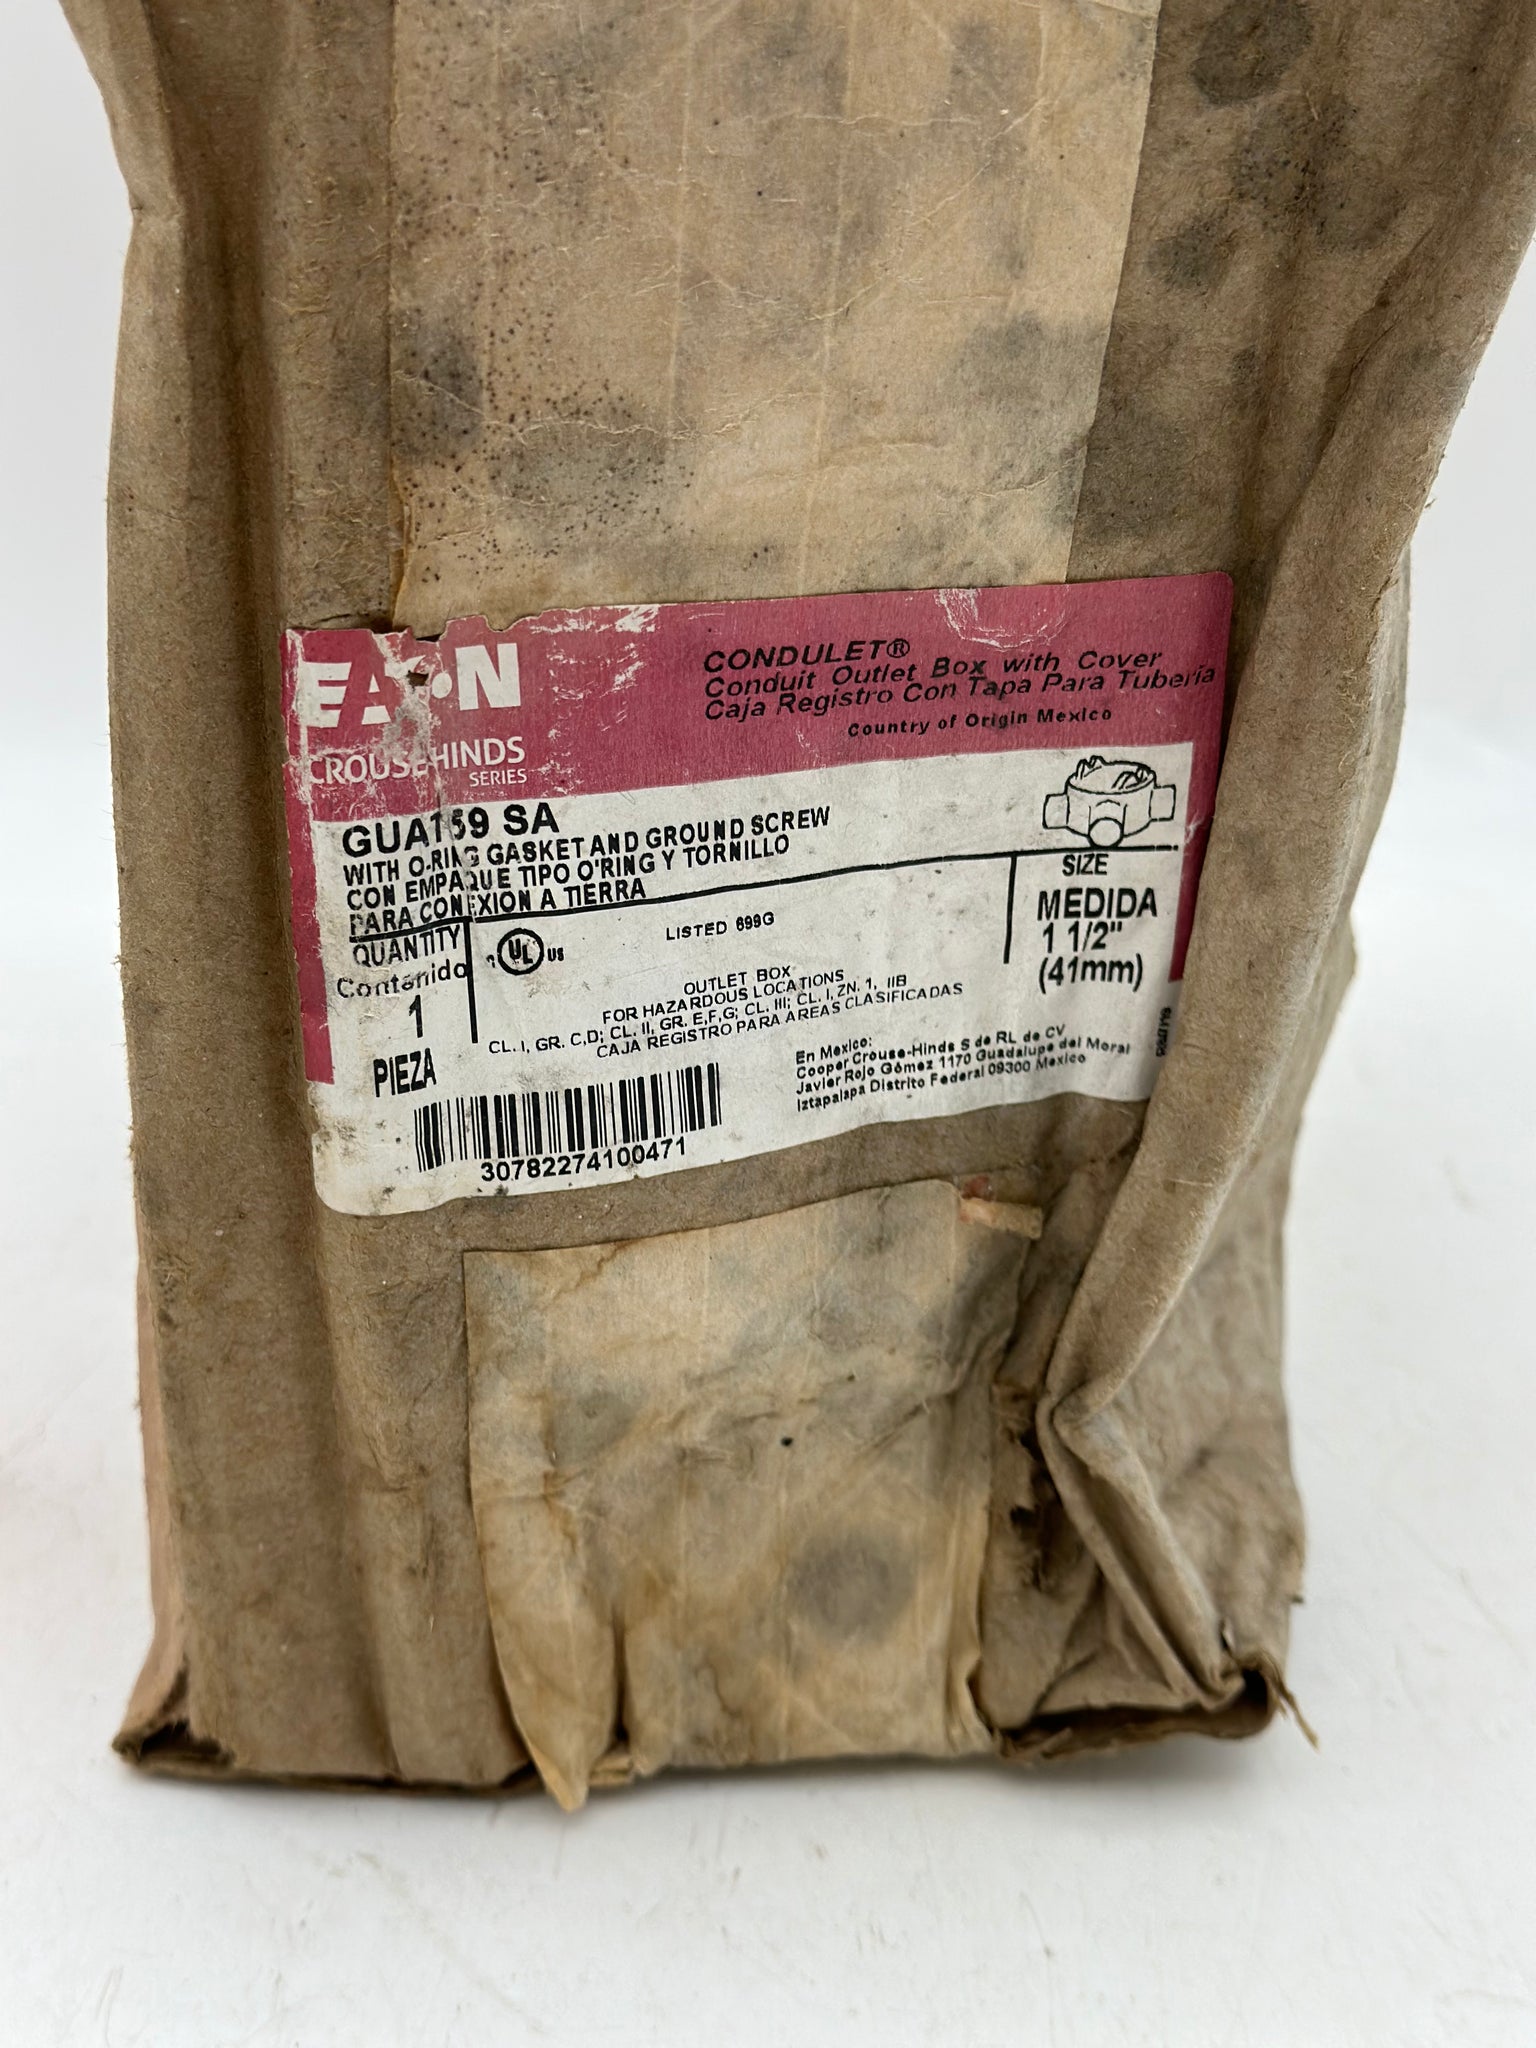 EATON
CROUSE-HINDS
SERIES
CONDULET®
Conduit Outlet Box with Cover
Caja Registro Con Tapa Para Tubería
Country of Origin Mexico
GUA159 SA
WITH O-RING GASKET AND GROUND SCREW
CON EMPAQUE TIPO O'RING Y TORNILLO
PARA CONEXION A TIERRA
QUANTITY
Contenido
1
PIEZA
c UL US
LISTED 699G
OUTLET BOX
FOR HAZARDOUS LOCATIONS
CL. I, GR. C,D; CL. II, GR. E,F,G; CL. III; CL. I, ZN. 1, IIB
CAJA REGISTRO PARA AREAS CLASIFICADAS
SIZE
MEDIDA
1 1/2"
(41mm)
En Mexico:
Cooper Crouse-Hinds S de RL de CV
Javier Rojo Gómez 1170 Guadalupe del Moral
Iztapalapa Distrito Federal 09300 Mexico
30782274100471